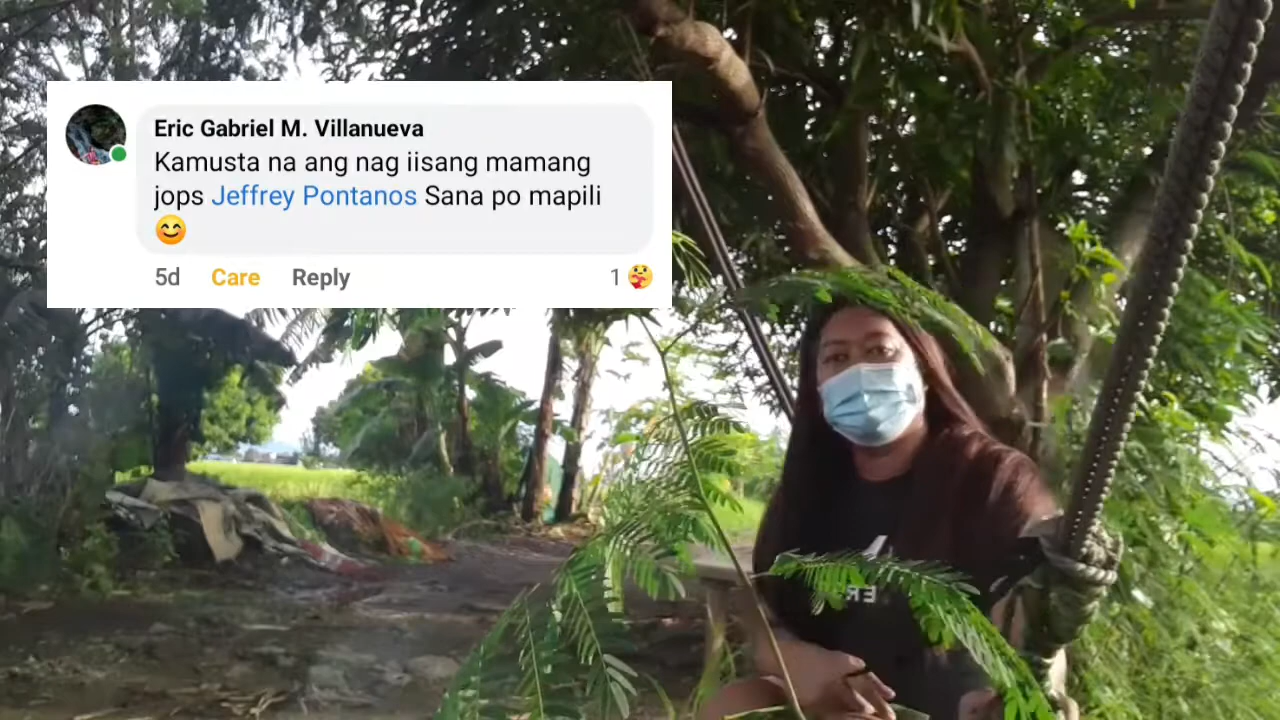 Eric Gabriel M. Villanueva
Kamusta na ang nag iisang mamang
jops Jeffrey Pontanos Sana po mapili
😊
5d Care Reply 1